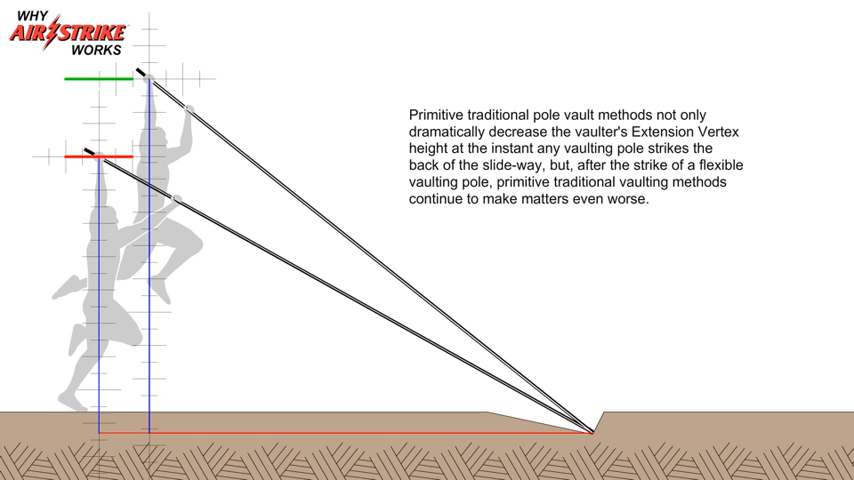 WHY
AIR STRIKE
WORKS
Primitive traditional pole vault methods not only
dramatically decrease the vaulter's Extension Vertex
height at the instant any vaulting pole strikes the
back of the slide-way, but, after the strike of a flexible
vaulting pole, primitive traditional vaulting methods
continue to make matters even worse.